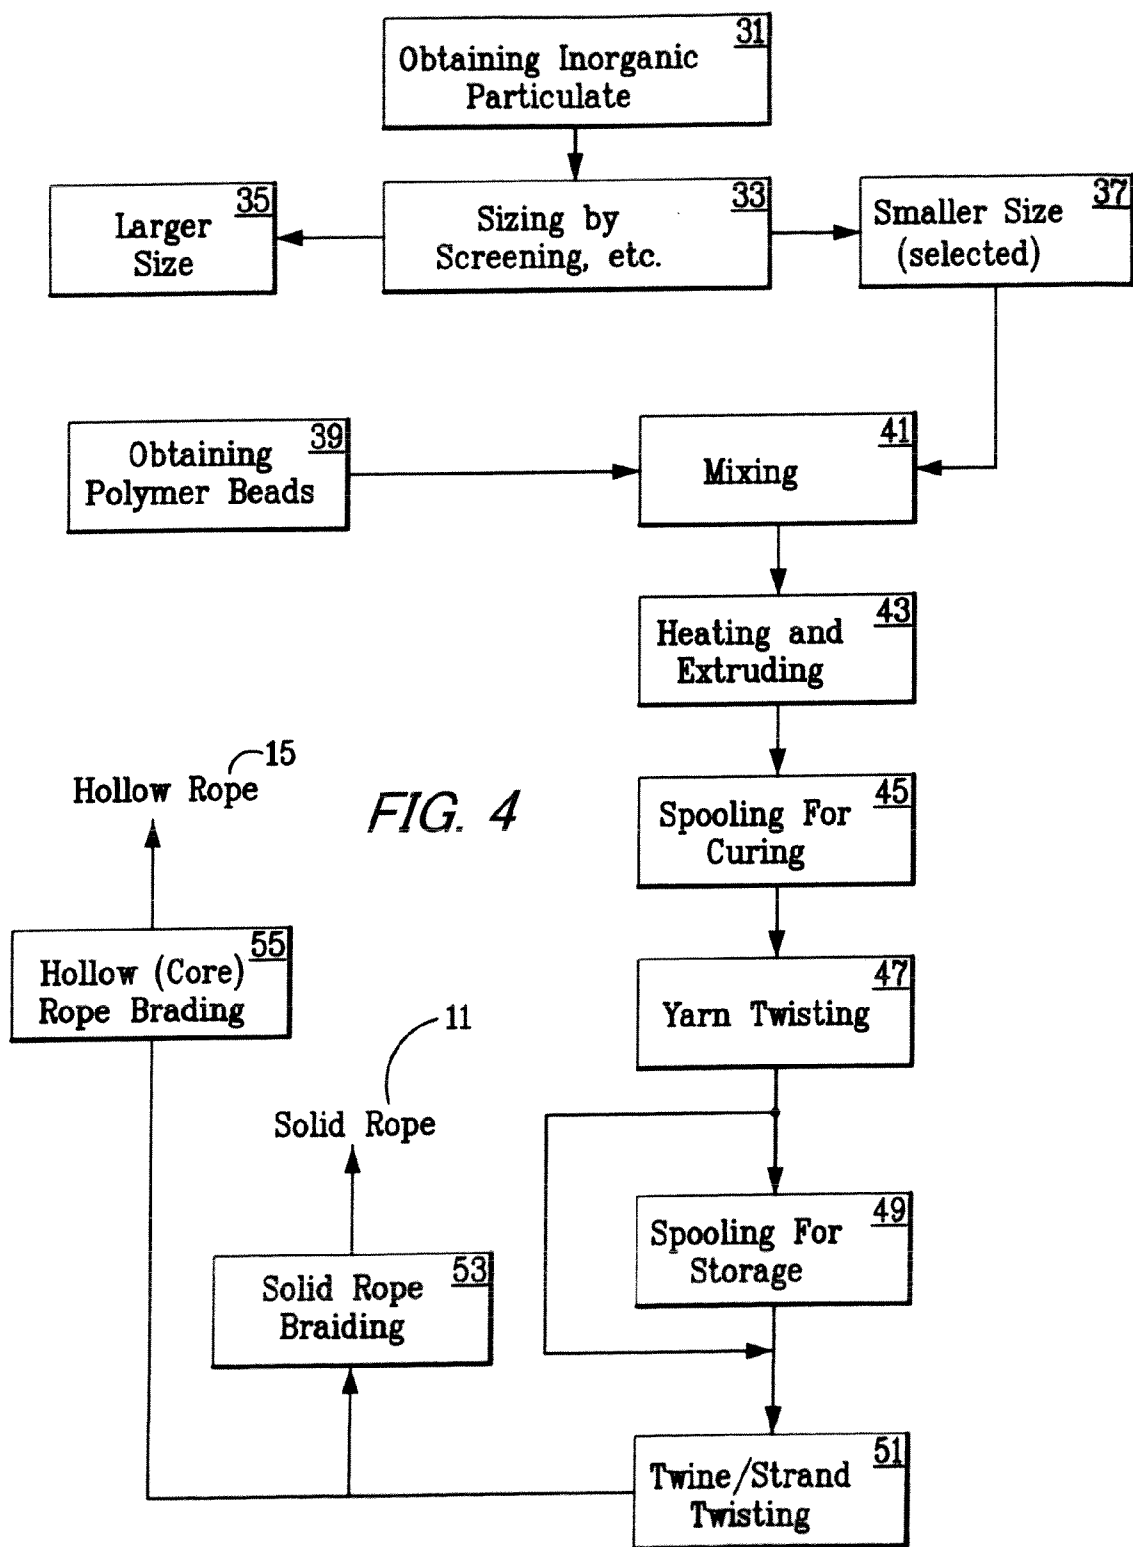 31
Obtaining Inorganic
Particulate
35
Larger
Size
33
Sizing by
Screening, etc.
37
Smaller Size
(selected)
39
Obtaining
Polymer Beads
41
Mixing
43
Heating and
Extruding
15
Hollow Rope
FIG. 4
45
Spooling For
Curing
55
Hollow (Core)
Rope Brading
47
Yarn Twisting
11
Solid Rope
49
Spooling For
Storage
53
Solid Rope
Braiding
51
Twine/Strand
Twisting